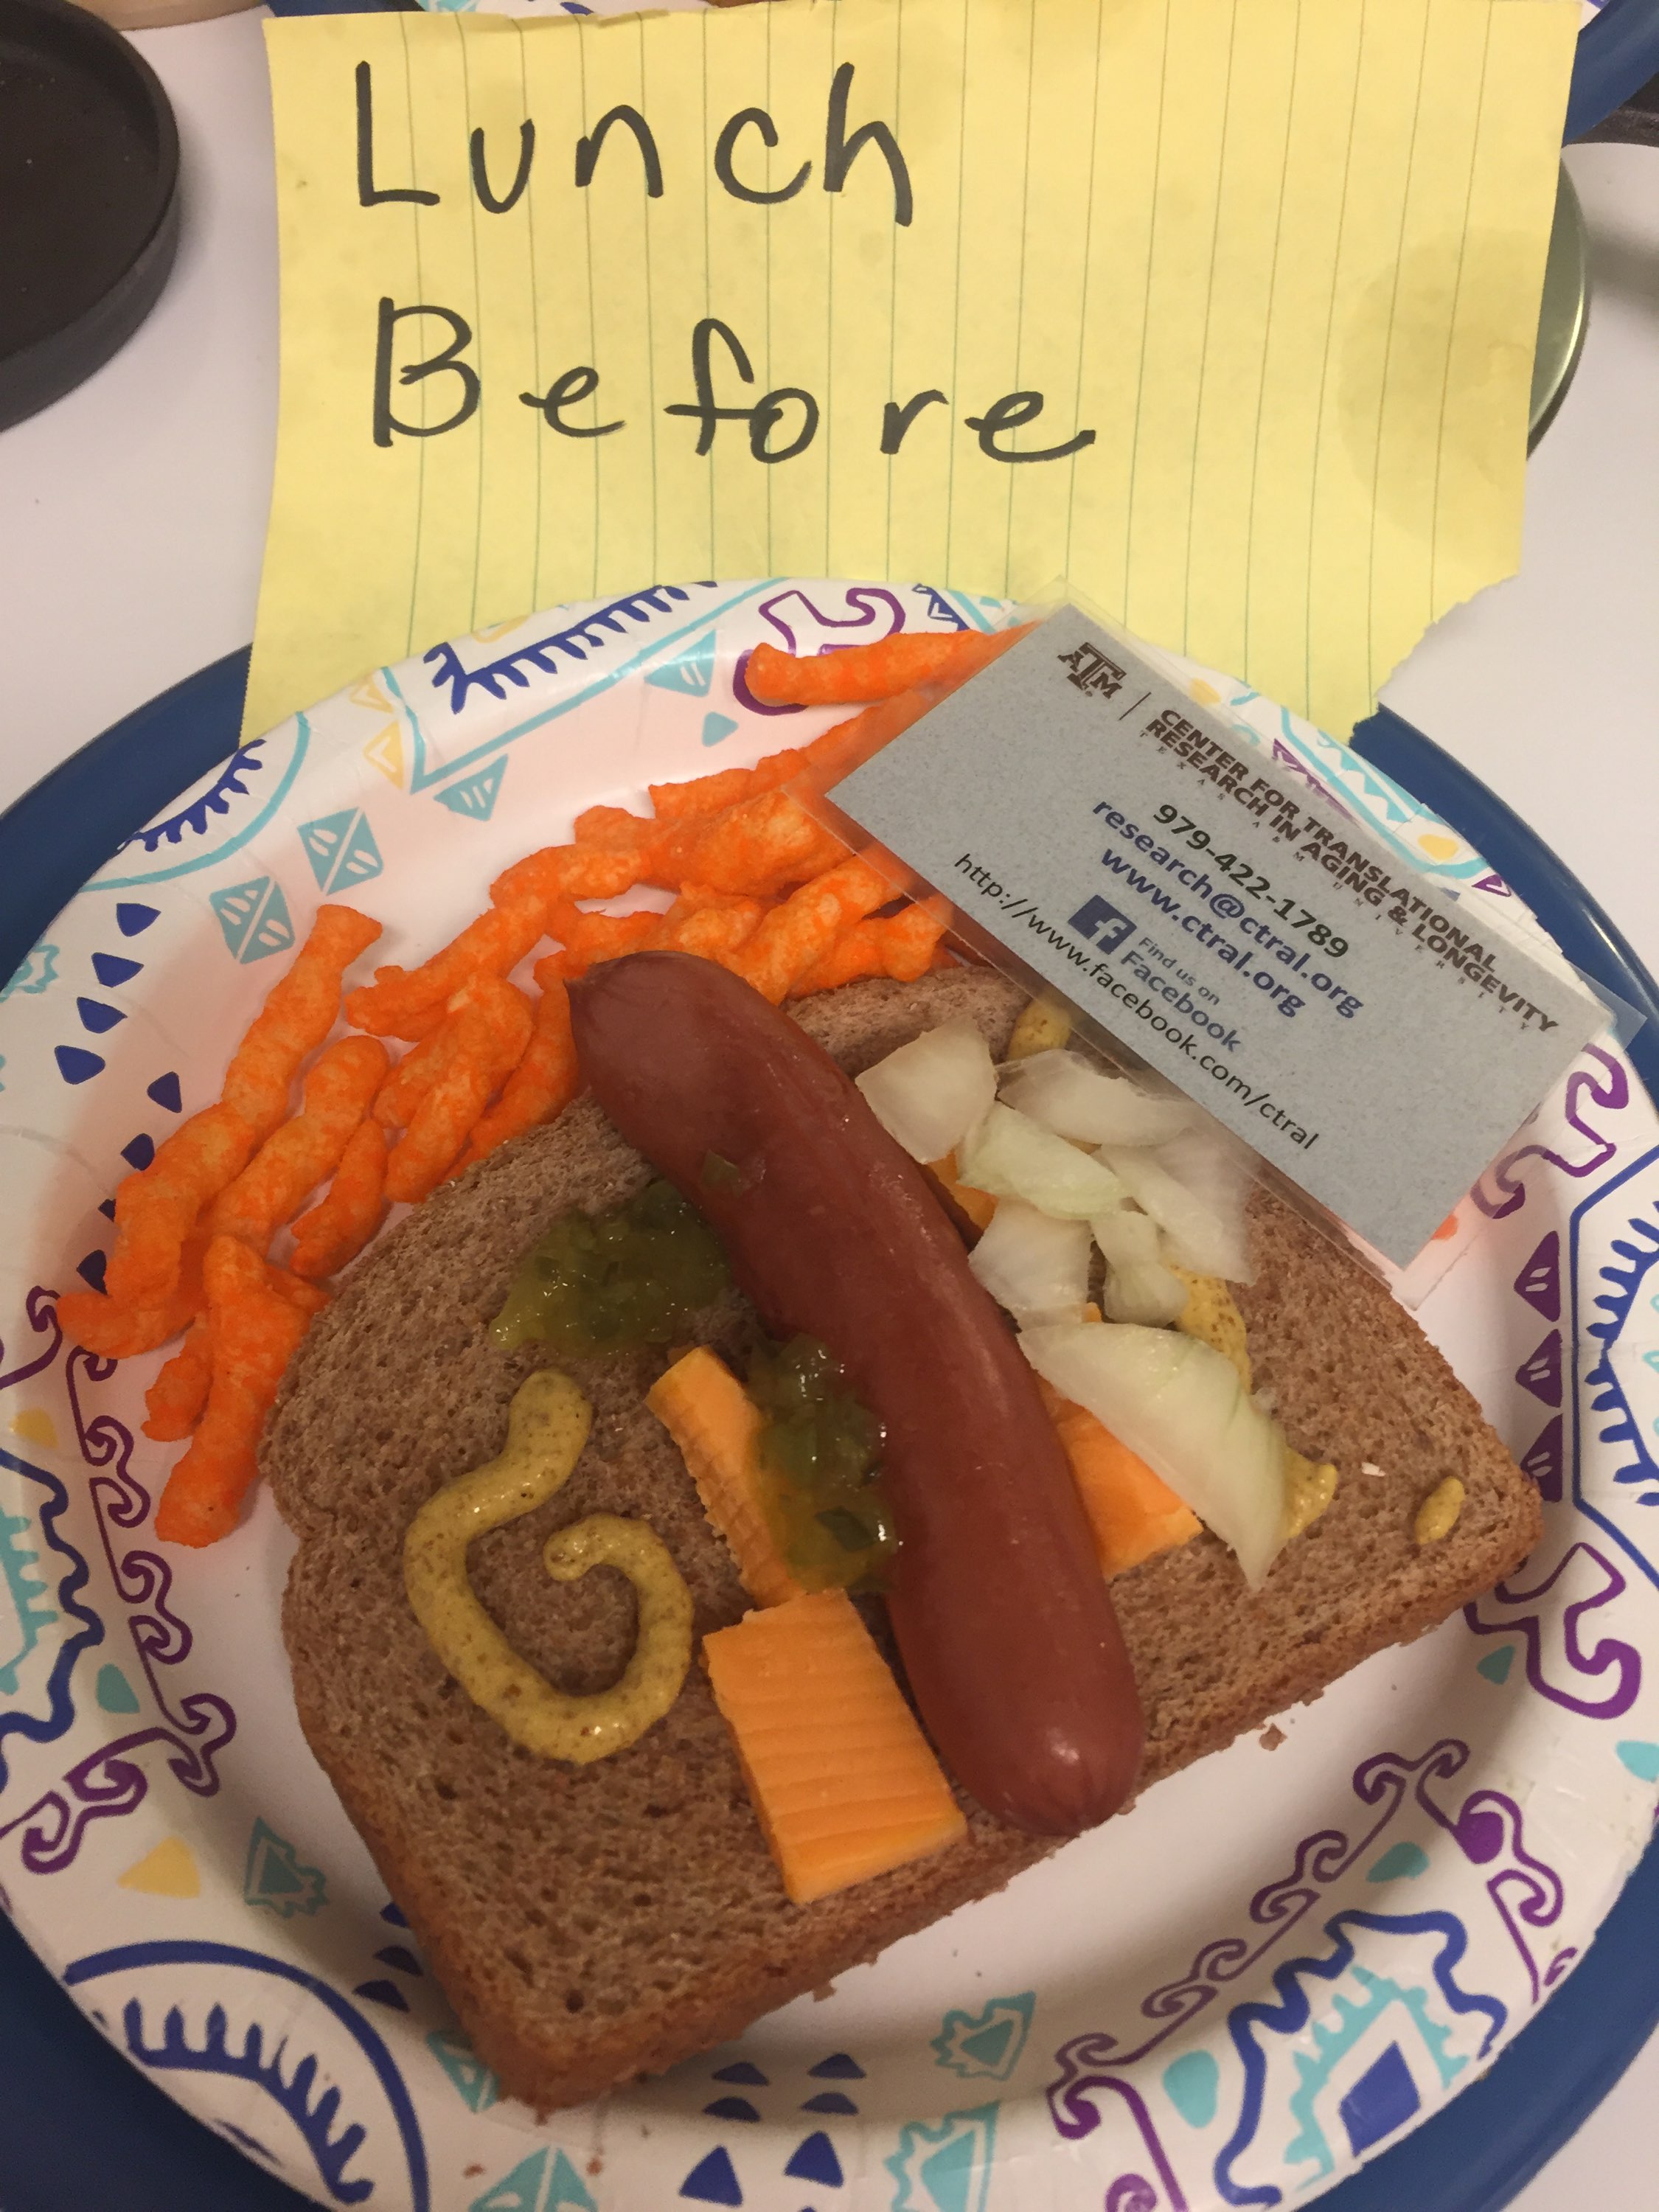 Lunch
Before
ATM
CENTER FOR TRANSLATIONAL
RESEARCH IN AGING & LONGEVITY
TEXAS A&M UNIVERSITY
979-422-1789
research@ctral.org
www.ctral.org
f Find us on
Facebook
http://www.facebook.com/ctral